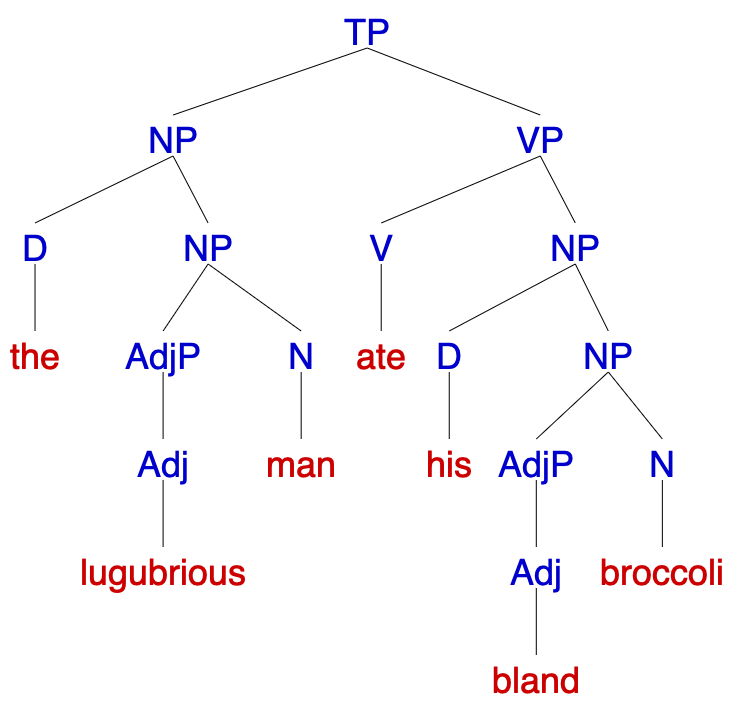 TP
NP VP
D NP V NP
the AdjP N ate D NP
Adj man his AdjP N
lugubrious Adj broccoli
bland